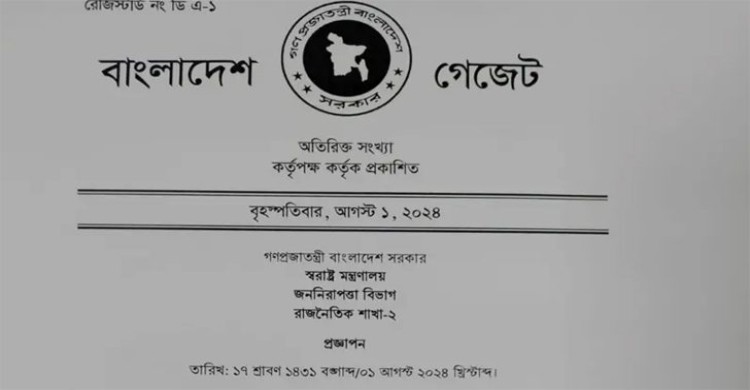 রেজিস্টার্ড নং ডি এ-১
বাংলাদেশ
গণপ্রজাতন্ত্রী বাংলাদেশ
সরকার
গেজেট
অতিরিক্ত সংখ্যা
কর্তৃপক্ষ কর্তৃক প্রকাশিত
বৃহস্পতিবার, আগস্ট ১, ২০২৪
গণপ্রজাতন্ত্রী বাংলাদেশ সরকার
স্বরাষ্ট্র মন্ত্রণালয়
জননিরাপত্তা বিভাগ
রাজনৈতিক শাখা-২
প্রজ্ঞাপন
তারিখ: ১৭ শ্রাবণ ১৪৩১ বঙ্গাব্দ/০১ আগস্ট ২০২৪ খ্রিস্টাব্দ।